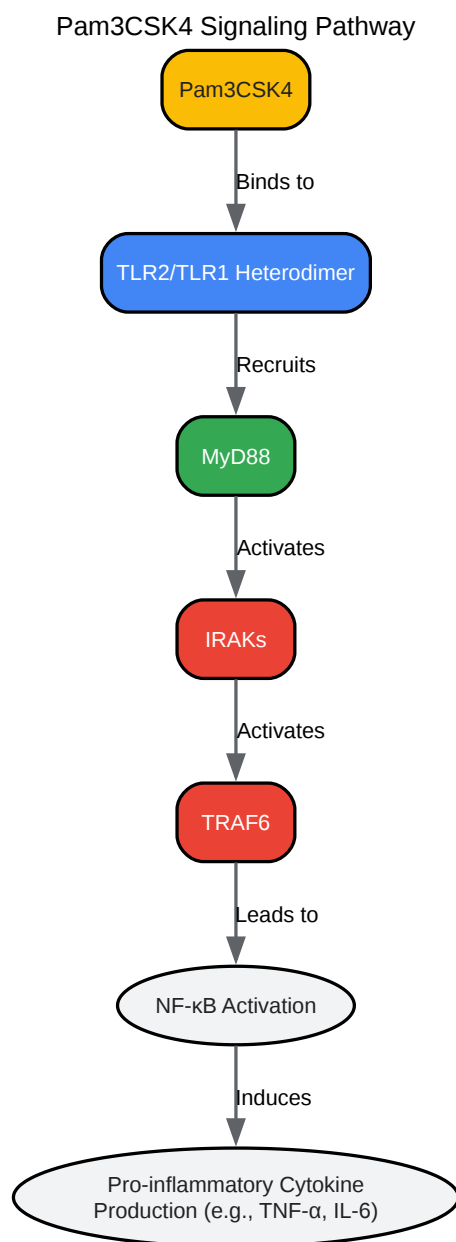 Pam3CSK4 Signaling Pathway
Pam3CSK4
Binds to
TLR2/TLR1 Heterodimer
Recruits
MyD88
Activates
IRAKs
Activates
TRAF6
Leads to
NF-κB Activation
Induces
Pro-inflammatory Cytokine
Production (e.g., TNF-α, IL-6)